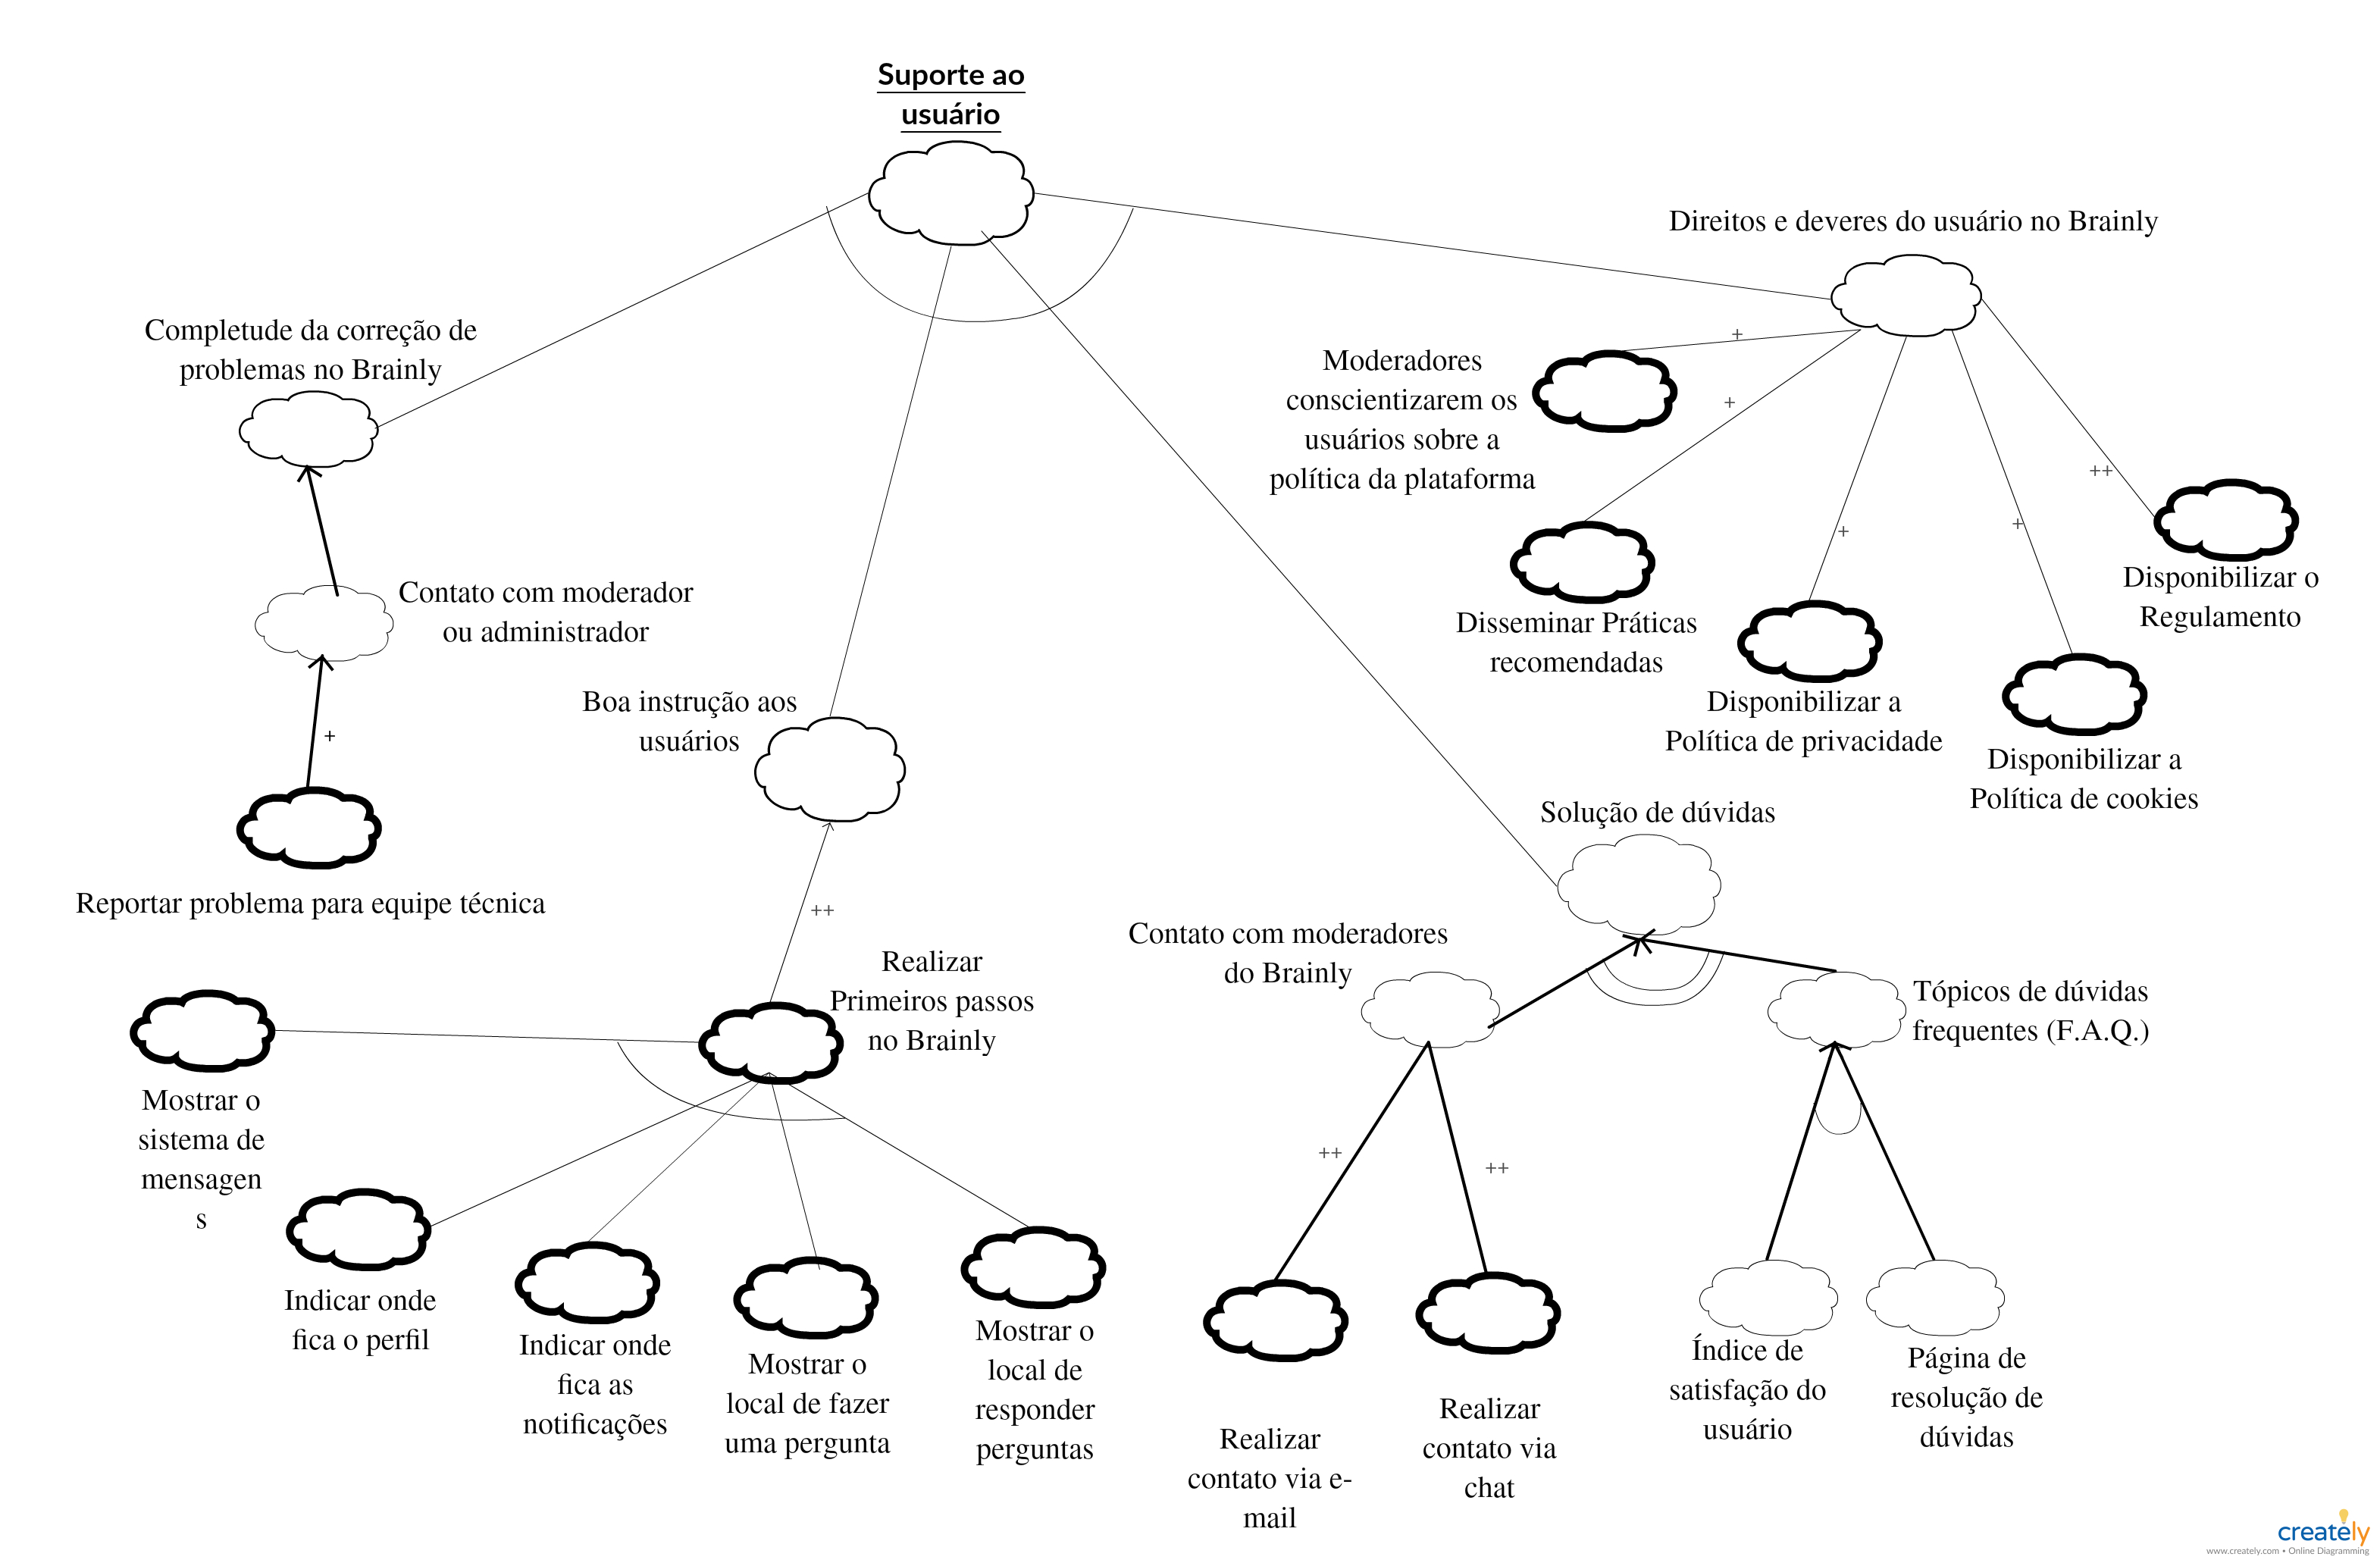 Suporte ao
usuário
Direitos e deveres do usuário no Brainly
Completude da correção de
problemas no Brainly
+
Moderadores
conscientizarem os
usuários sobre a
política da plataforma
+
++
+
+
Disponibilizar o
Regulamento
Contato com moderador
ou administrador
Disseminar Práticas
recomendadas
Disponibilizar a
Política de privacidade
Disponibilizar a
Política de cookies
Boa instrução aos
usuários
+
Solução de dúvidas
Reportar problema para equipe técnica
++
Contato com moderadores
do Brainly
Realizar
Primeiros passos
no Brainly
Tópicos de dúvidas
frequentes (F.A.Q.)
Mostrar o
sistema de
mensagen
s
++
++
Indicar onde
fica o perfil
Indicar onde
fica as
notificações
Mostrar o
local de fazer
uma pergunta
Mostrar o
local de
responder
perguntas
Realizar
contato via e-
mail
Realizar
contato via
chat
Índice de
satisfação do
usuário
Página de
resolução de
dúvidas
creately
www.creately.com • Online Diagramming